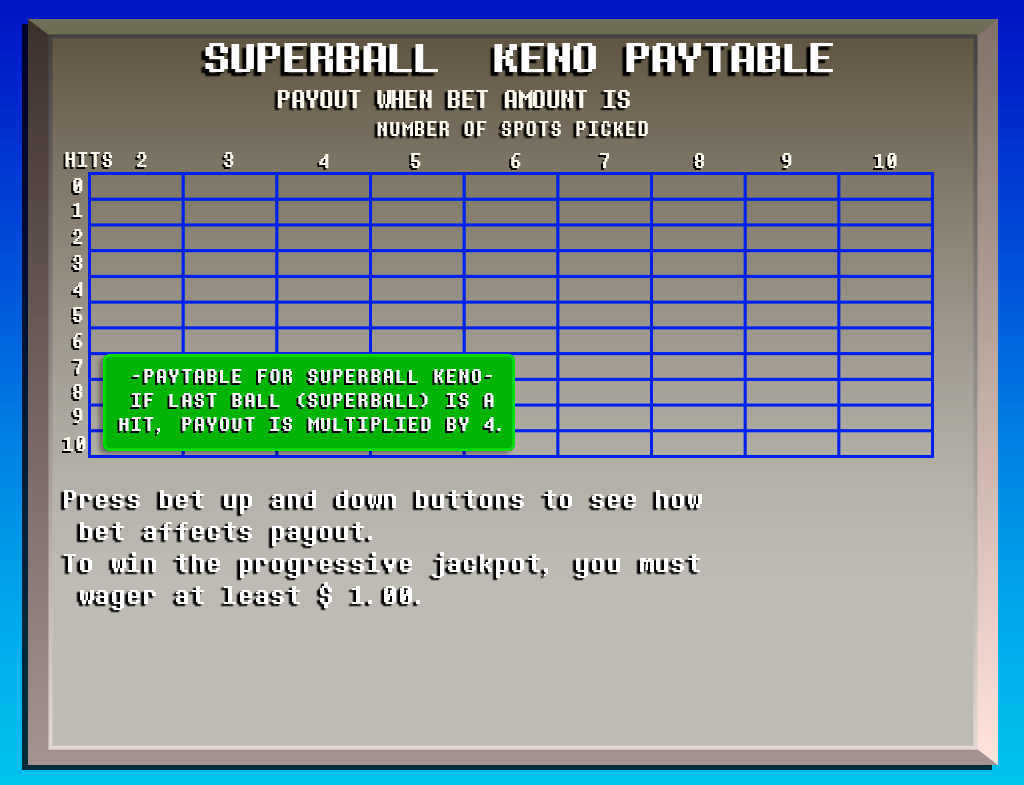 SUPERBALL KENO PAYTABLE
PAYOUT WHEN BET AMOUNT IS
NUMBER OF SPOTS PICKED
HITS 2 3 4 5 6 7 8 9 10
0
1
2
3
4
5
6
7
8
9
10
-PAYTABLE FOR SUPERBALL KENO-
IF LAST BALL (SUPERBALL) IS A
HIT, PAYOUT IS MULTIPLIED BY 4.
Press bet up and down buttons to see how
bet affects payout.
To win the progressive jackpot, you must
wager at least $ 1.00.